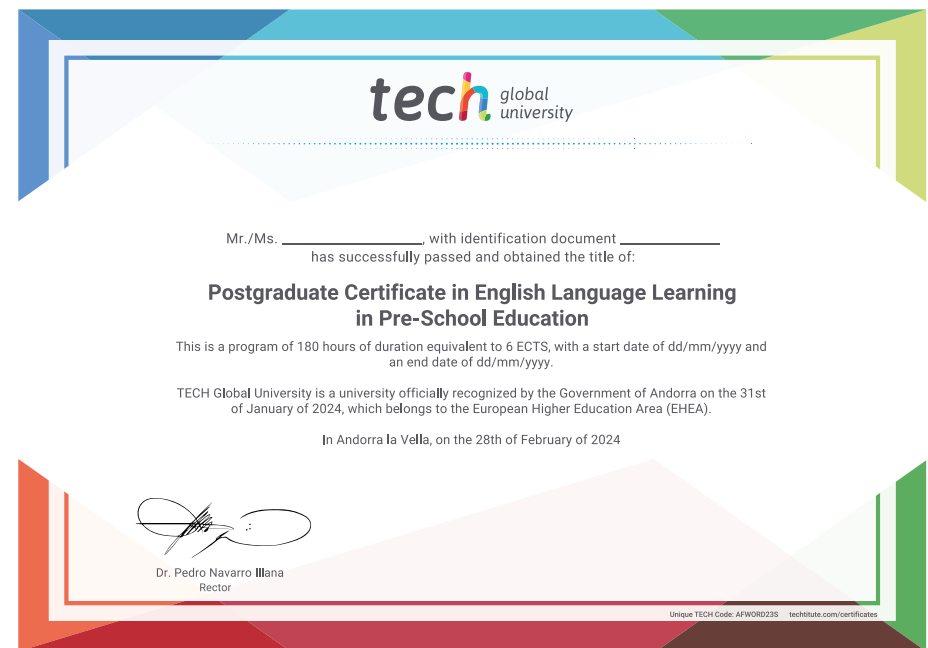 tech global university
Mr./Ms. ____________________, with identification document ______________
has successfully passed and obtained the title of:
Postgraduate Certificate in English Language Learning
in Pre-School Education
This is a program of 180 hours of duration equivalent to 6 ECTS, with a start date of dd/mm/yyyy and
an end date of dd/mm/yyyy.
TECH Global University is a university officially recognized by the Government of Andorra on the 31st
of January of 2024, which belongs to the European Higher Education Area (EHEA).
In Andorra la Vella, on the 28th of February of 2024
Dr. Pedro Navarro Illana
Rector
Unique TECH Code: AFWORD23S techtitute.com/certificates